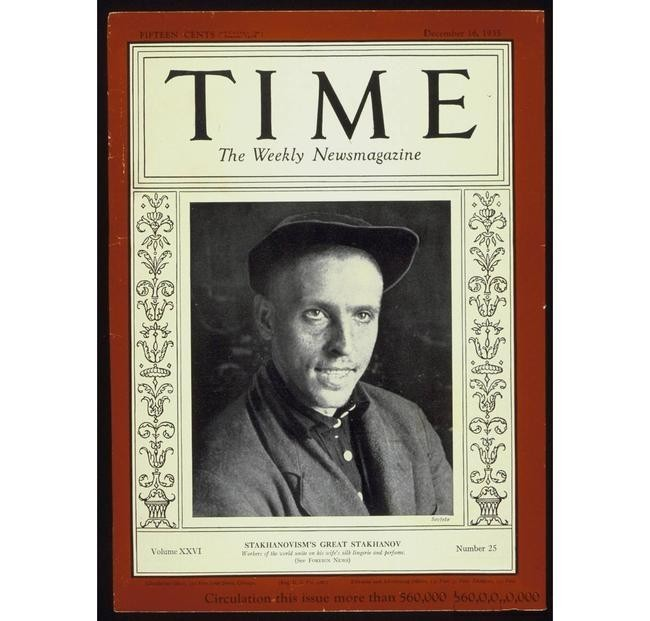 FIFTEEN CENTS
December 16, 1935
TIME
The Weekly Newsmagazine
Sovfoto
STAKHANOVISM'S GREAT STAKHANOV
Workers of the world unite on his wife's silk lingerie and perfume.
(See FOREIGN NEWS)
Volume XXVI
Number 25
Circulation this issue more than 560,000